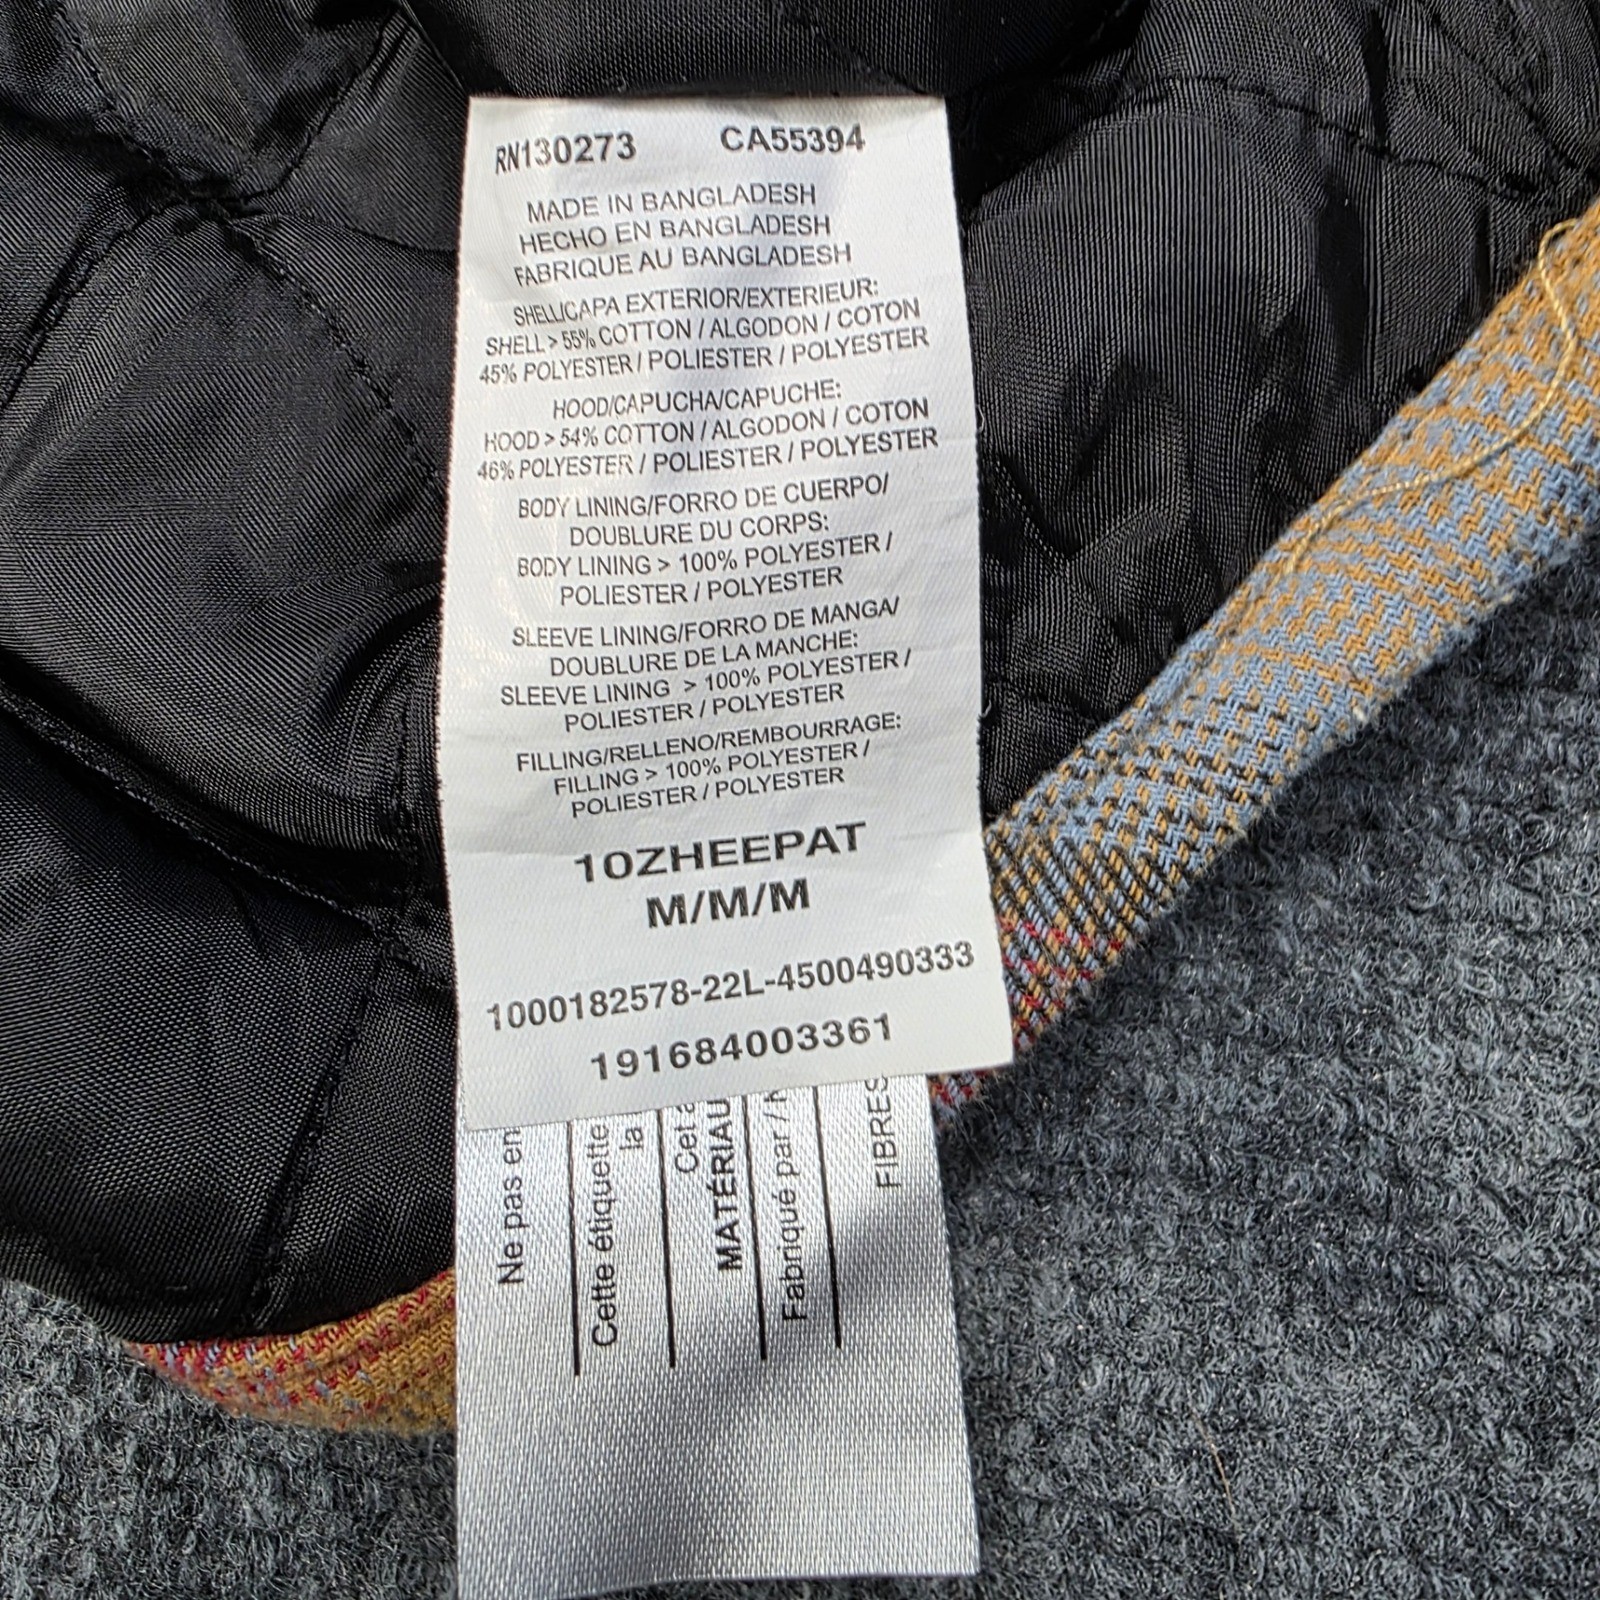 RN130273 CA55394
MADE IN BANGLADESH
HECHO EN BANGLADESH
FABRIQUE AU BANGLADESH
SHELL/CAPA EXTERIOR/EXTERIEUR:
SHELL > 55% COTTON / ALGODON / COTON
45% POLYESTER / POLIESTER / POLYESTER
HOOD/CAPUCHA/CAPUCHE:
HOOD > 54% COTTON / ALGODON / COTON
46% POLYESTER / POLIESTER / POLYESTER
BODY LINING/FORRO DE CUERPO/
DOUBLURE DU CORPS:
BODY LINING > 100% POLYESTER /
POLIESTER / POLYESTER
SLEEVE LINING/FORRO DE MANGA/
DOUBLURE DE LA MANCHE:
SLEEVE LINING > 100% POLYESTER /
POLIESTER / POLYESTER
FILLING/RELLENO/REMBOURRAGE:
FILLING > 100% POLYESTER /
POLIESTER / POLYESTER
10ZHEEPAT
M/M/M
1000182578-22L-4500490333
191684003361
Ne pas en
Cette étiquette
la
Cet
MATÉRIAU
Fabriqué par /
FIBRES